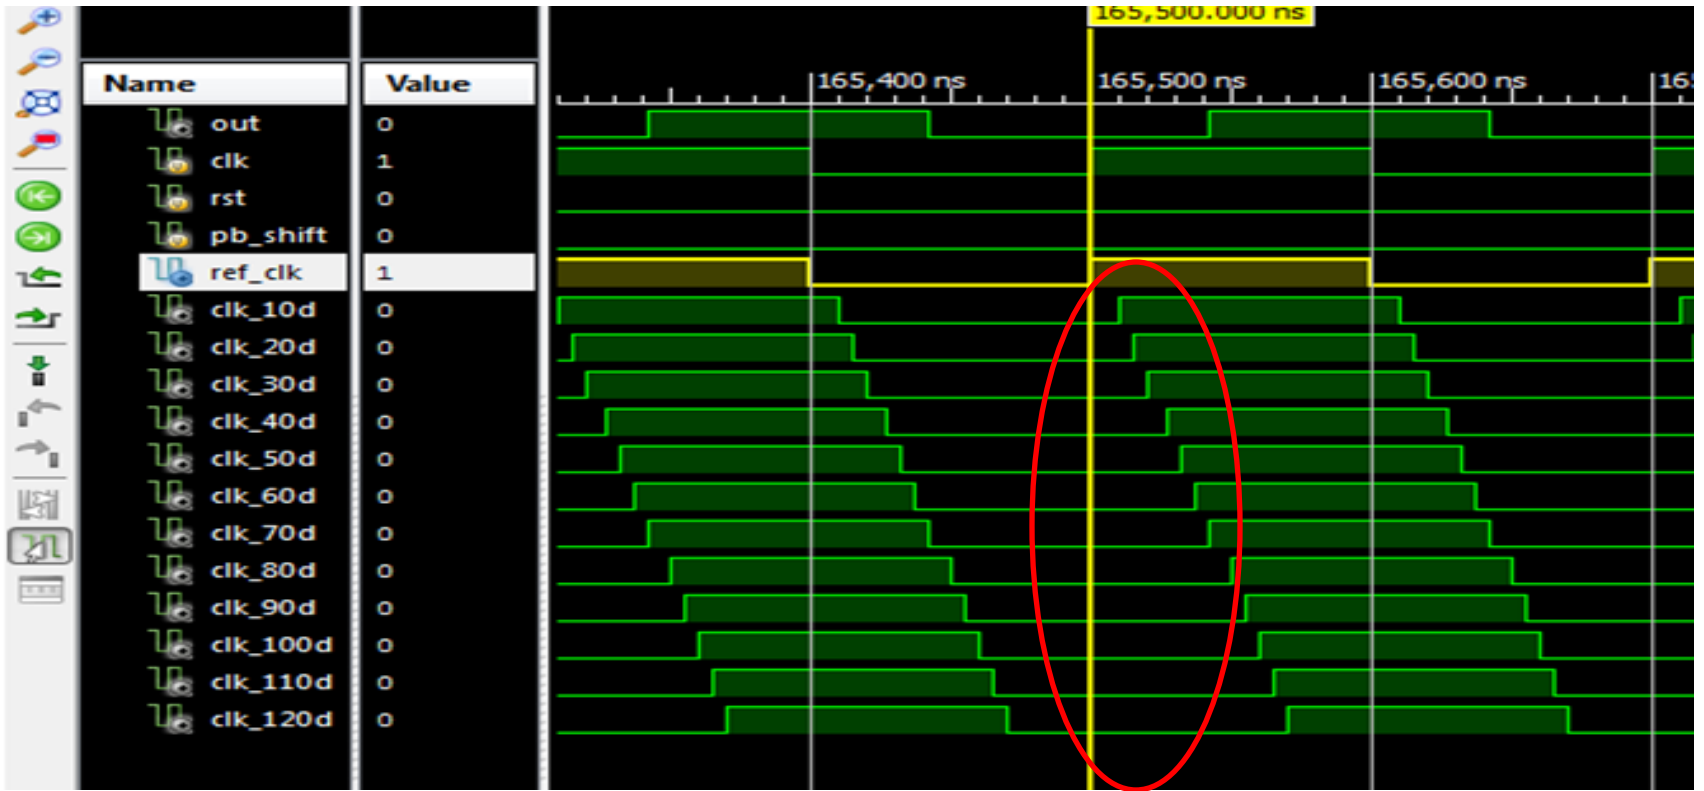 165,500.000 ns
Name Value 165,400 ns 165,500 ns 165,600 ns 16
out 0
clk 1
rst 0
pb_shift 0
ref_clk 1
clk_10d 0
clk_20d 0
clk_30d 0
clk_40d 0
clk_50d 0
clk_60d 0
clk_70d 0
clk_80d 0
clk_90d 0
clk_100d 0
clk_110d 0
clk_120d 0